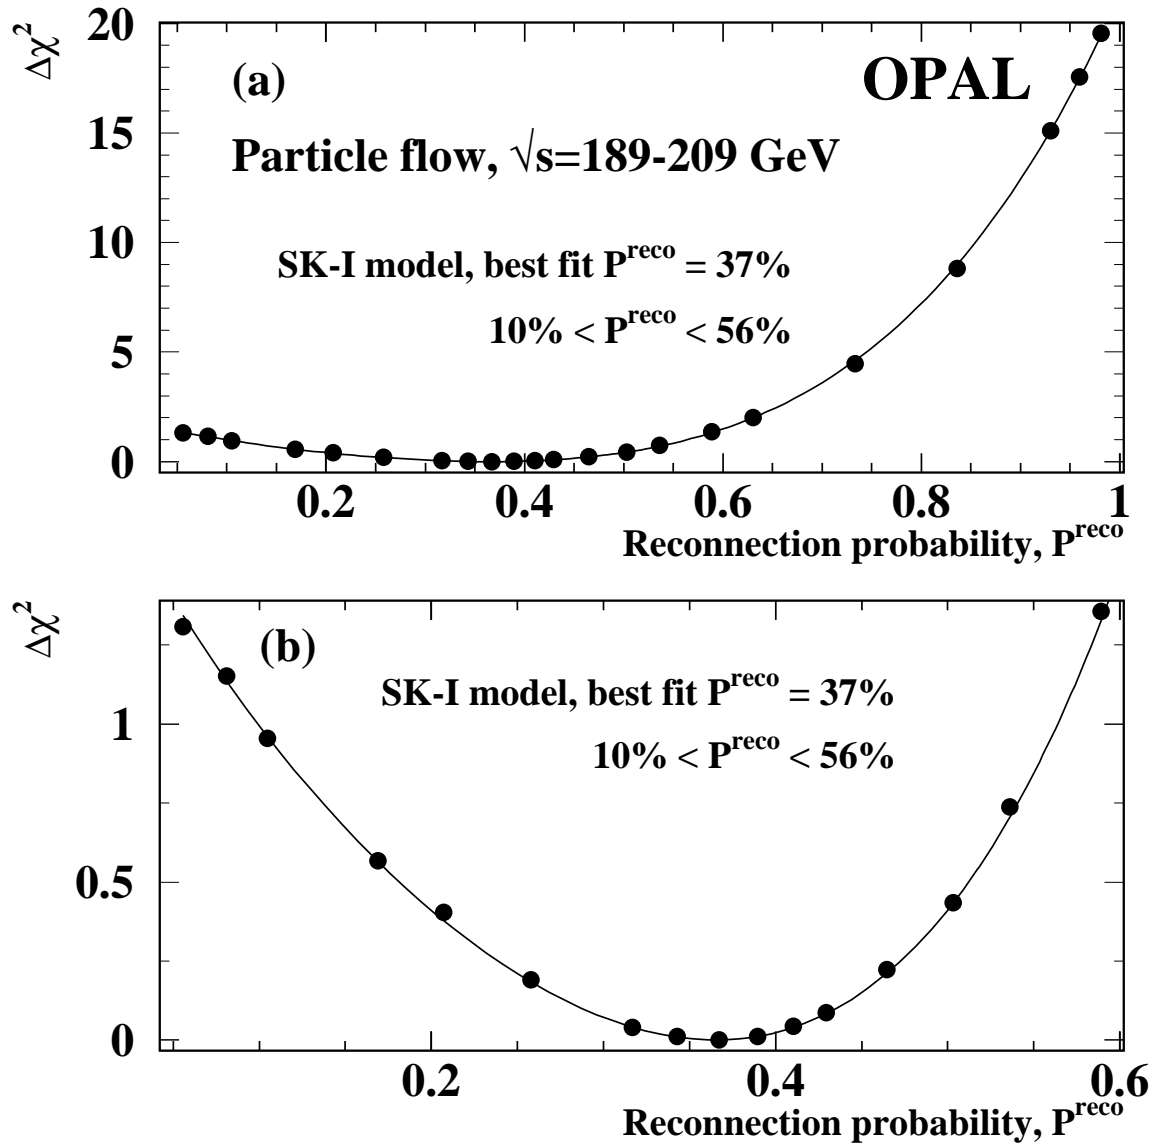 Δχ²
20
15
10
5
0
(a)
OPAL
Particle flow, √s=189-209 GeV
SK-I model, best fit P^reco = 37%
10% < P^reco < 56%
0.2 0.4 0.6 0.8 1
Reconnection probability, P^reco
Δχ²
1
0.5
0
(b)
SK-I model, best fit P^reco = 37%
10% < P^reco < 56%
0.2 0.4 0.6
Reconnection probability, P^reco